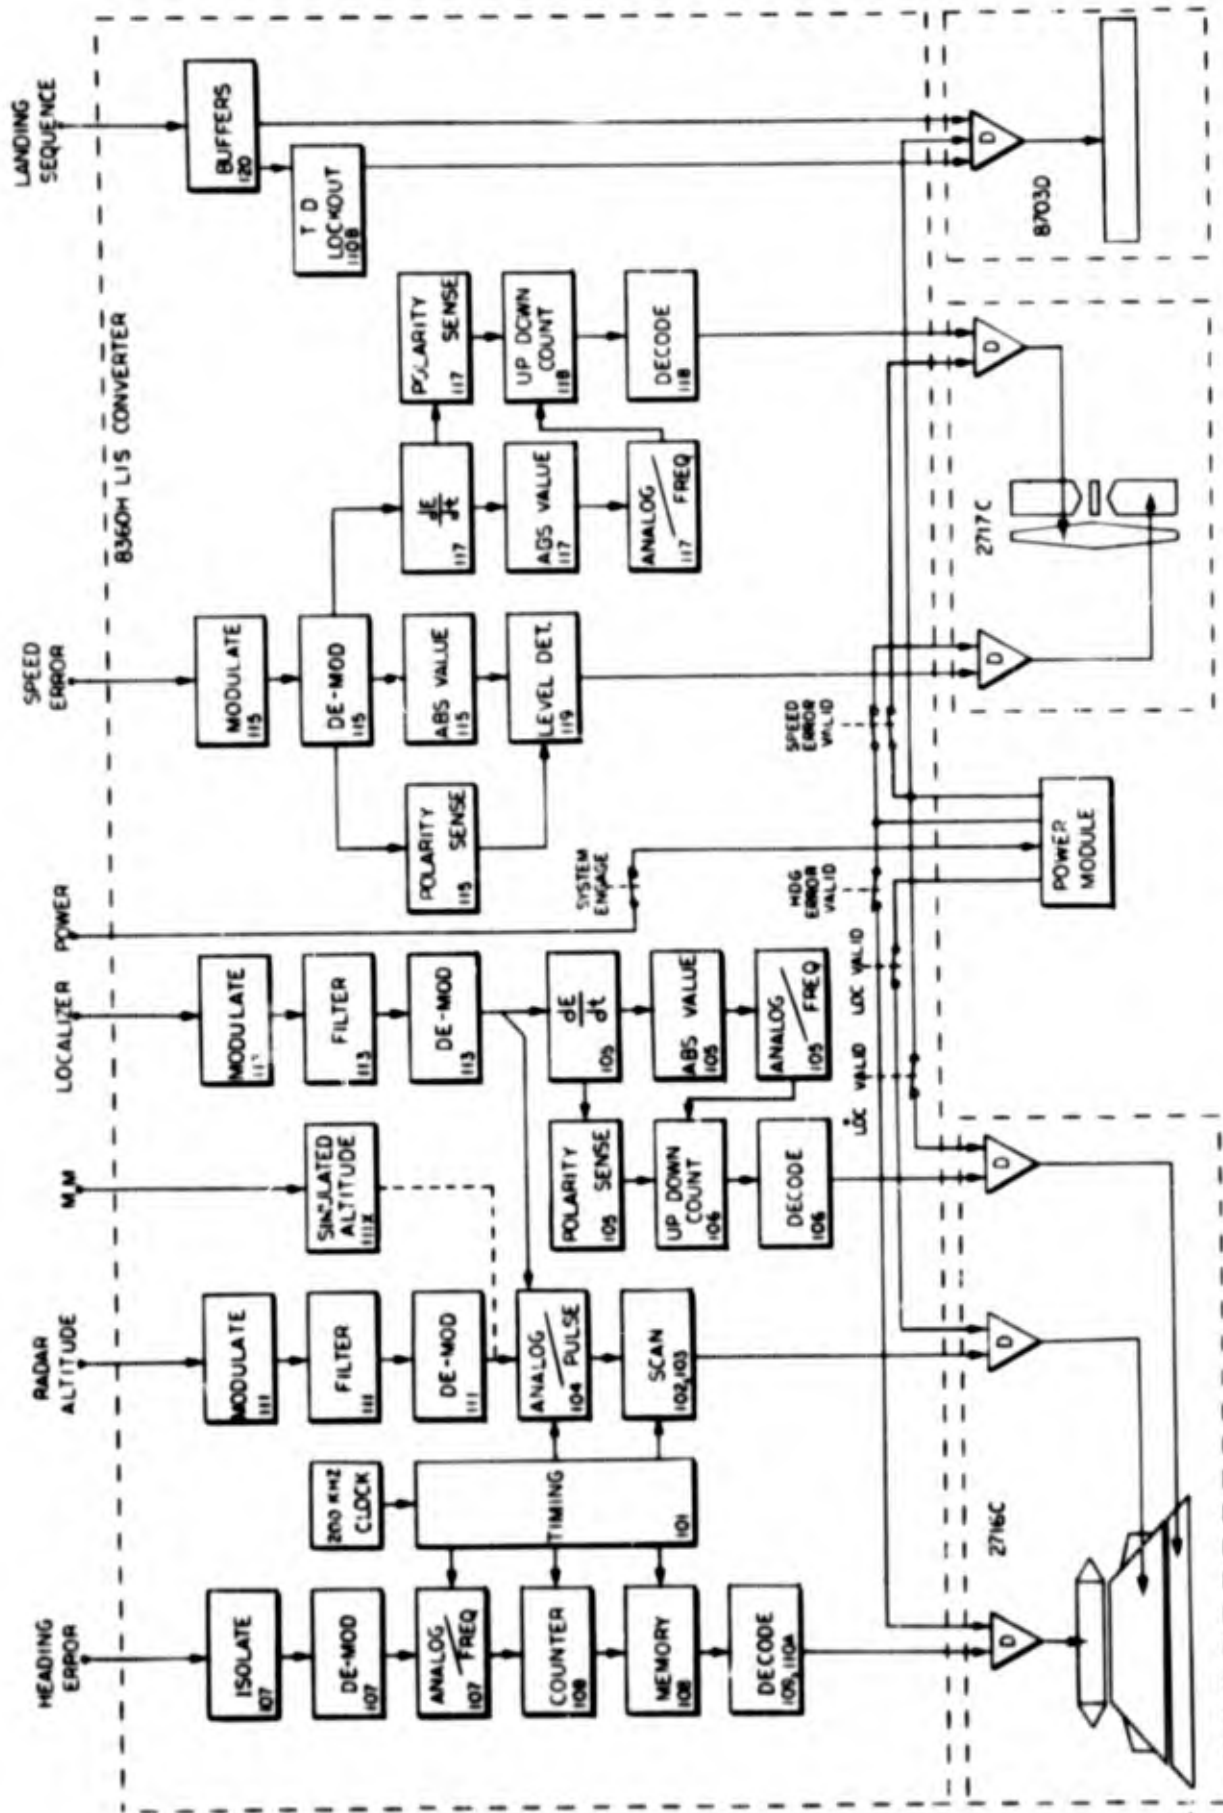 HEADING
ERROR
RADAR
ALTITUDE
M.M
LOCALIZER
POWER
SPEED
ERROR
LANDING
SEQUENCE
8360H LIS CONVERTER
ISOLATE
107
DE-MOD
107
ANALOG
/ FREQ
107
COUNTER
108
MEMORY
108
DECODE
109, 110A
200 KHZ
CLOCK
TIMING
101
MODULATE
111
FILTER
111
DE-MOD
111
ANALOG
/ PULSE
104
SCAN
102, 103
ALTITUDE
111X
MODULATE
FILTER
113
DE-MOD
113
dE
dt
105
ABS VALUE
105
ANALOG
/ FREQ
105
POLARITY
SENSE
105
UP DOWN
COUNT
106
DECODE
106
SYSTEM
ENGAGE
MODULATE
115
DE-MOD
115
ABS VALUE
115
LEVEL DET.
119
POLARITY
SENSE
115
dE
dt
117
ABS VALUE
117
ANALOG
/ FREQ
117
POLARITY
SENSE
117
UP DOWN
COUNT
118
DECODE
118
BUFFERS
120
T D
LOCKOUT
110B
LOC VALID
LOC VALID
HDG
ERROR
VALID
SPEED
ERROR
VALID
D
D
D
D
D
D
2716C
POWER
MODULE
2717C
8703D